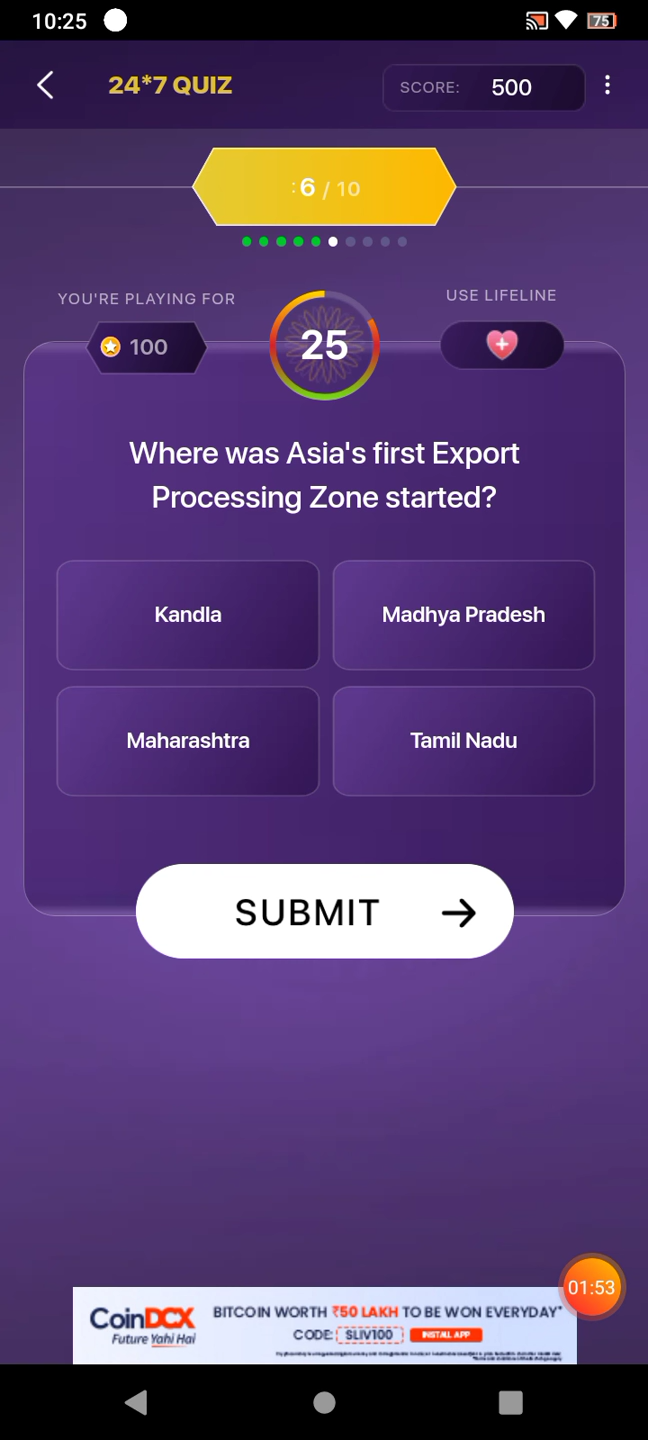 10:25
75
24*7 QUIZ
SCORE: 500
: 6 / 10
YOU'RE PLAYING FOR
USE LIFELINE
100
25
Where was Asia's first Export
Processing Zone started?
Kandla
Madhya Pradesh
Maharashtra
Tamil Nadu
SUBMIT
01:53
CoinDCX
Future Yahi Hai
BITCOIN WORTH ₹50 LAKH TO BE WON EVERYDAY*
CODE: SLIV100 INSTALL APP